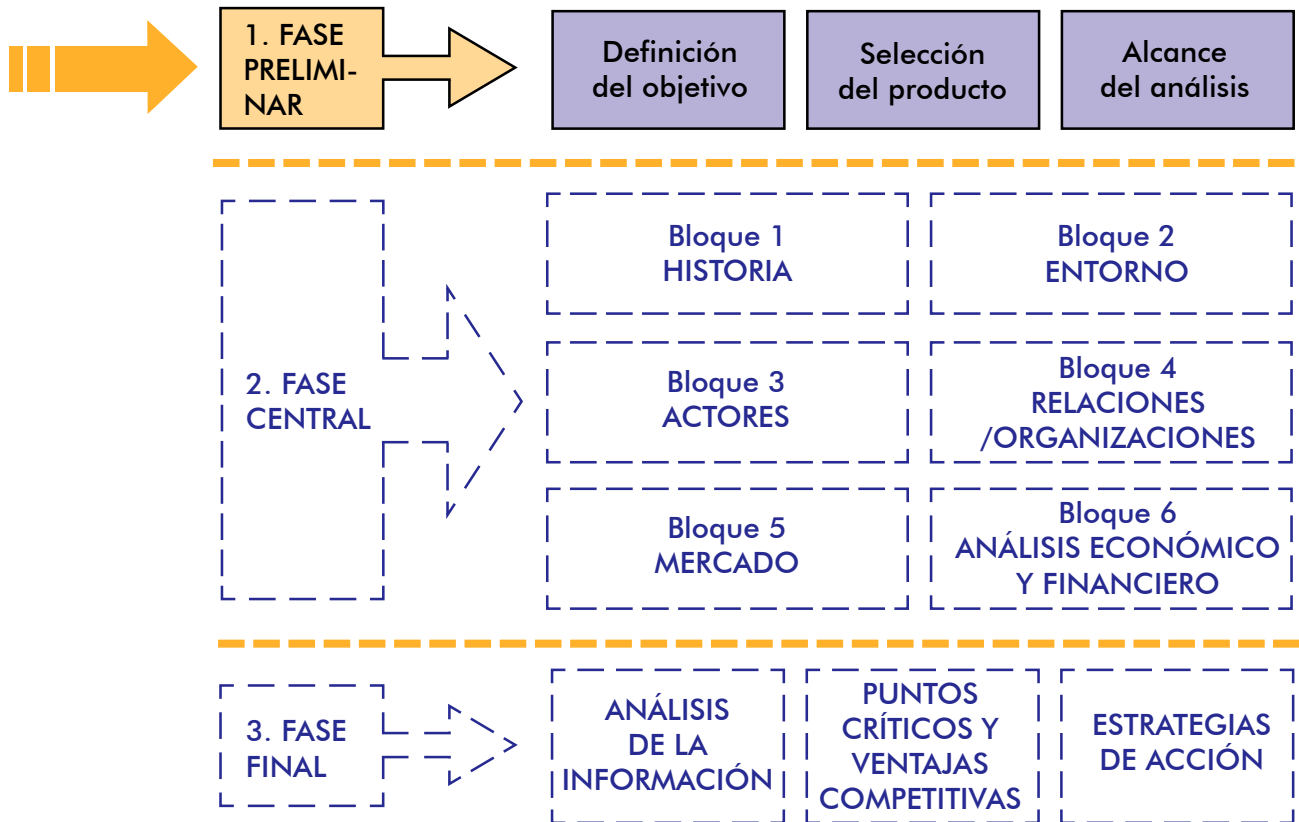 1. FASE
PRELIMI-
NAR
Definición
del objetivo
Selección
del producto
Alcance
del análisis
2. FASE
CENTRAL
Bloque 1
HISTORIA
Bloque 2
ENTORNO
Bloque 3
ACTORES
Bloque 4
RELACIONES
/ORGANIZACIONES
Bloque 5
MERCADO
Bloque 6
ANÁLISIS ECONÓMICO
Y FINANCIERO
3. FASE
FINAL
ANÁLISIS
DE LA
INFORMACIÓN
PUNTOS
CRÍTICOS Y
VENTAJAS
COMPETITIVAS
ESTRATEGIAS
DE ACCIÓN